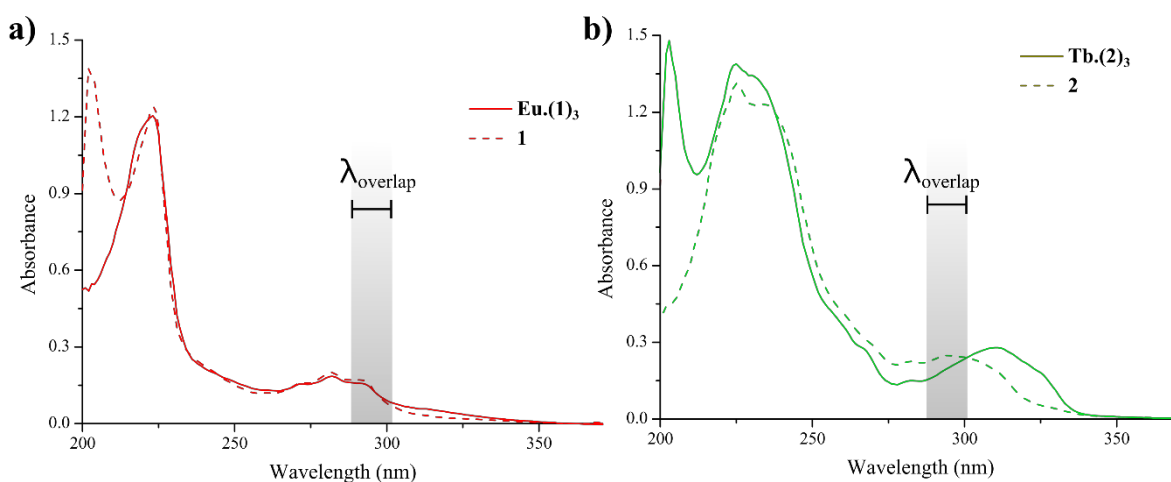 a)
1.5
1.2
0.9
0.6
0.3
0.0
Absorbance
200
250
300
350
Wavelength (nm)
Eu.(1)₃
1
λoverlap
b)
1.5
1.2
0.9
0.6
0.3
0.0
Absorbance
200
250
300
350
Wavelength (nm)
Tb.(2)₃
2
λoverlap